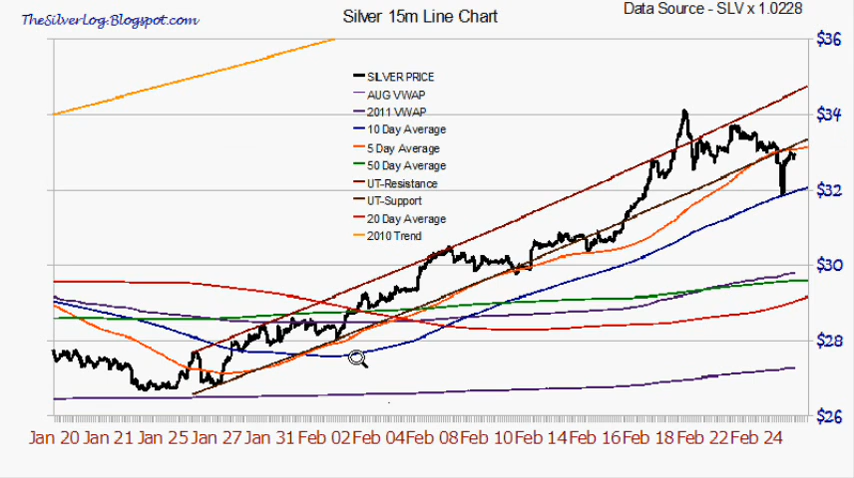 TheSilverLog.Blogspot.com
Silver 15m Line Chart
Data Source - SLV x 1.0228
SILVER PRICE
AUG VWAP
2011 VWAP
10 Day Average
5 Day Average
50 Day Average
UT-Resistance
UT-Support
20 Day Average
2010 Trend
$36
$34
$32
$30
$28
$26
Jan 20 Jan 21 Jan 25 Jan 27 Jan 31 Feb 02 Feb 04 Feb 08 Feb 10 Feb 14 Feb 16 Feb 18 Feb 22 Feb 24